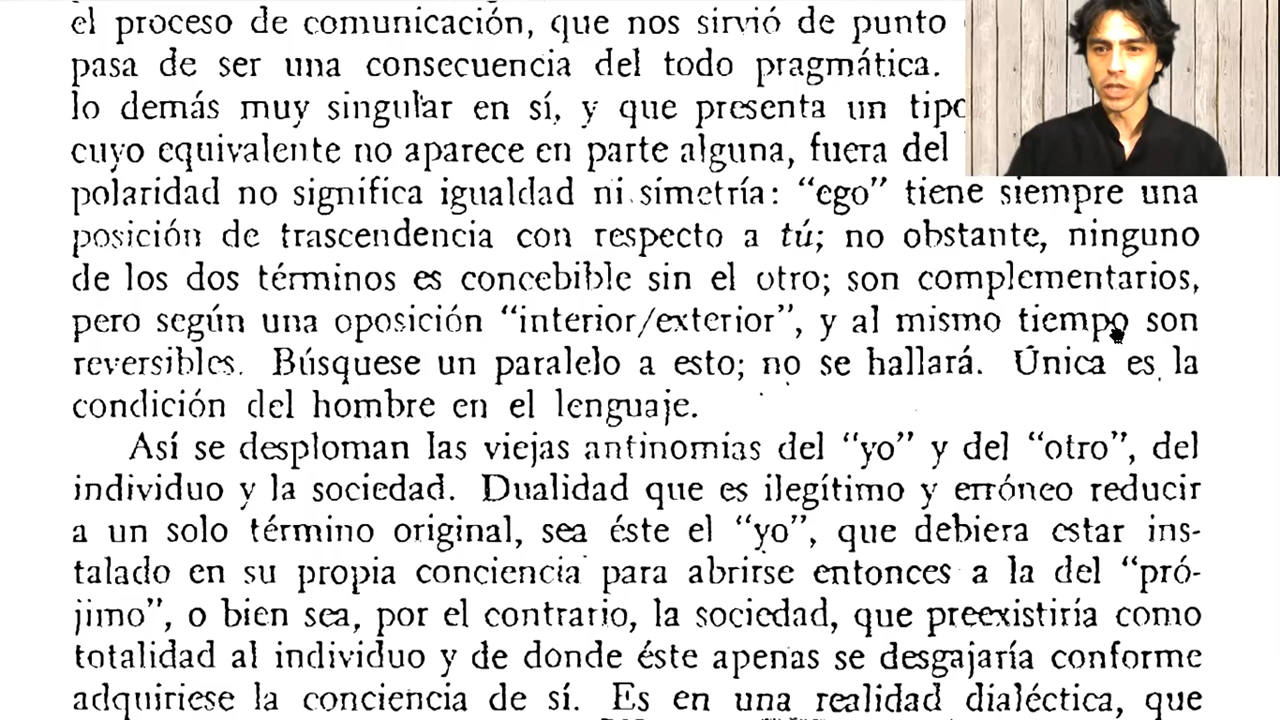 el proceso de comunicación, que nos sirvió de punto
pasa de ser una consecuencia del todo pragmática.
lo demás muy singular en sí, y que presenta un tipo
cuyo equivalente no aparece en parte alguna, fuera del
polaridad no significa igualdad ni simetría: “ego” tiene siempre una
posición de trascendencia con respecto a tú; no obstante, ninguno
de los dos términos es concebible sin el otro; son complementarios,
pero según una oposición “interior/exterior”, y al mismo tiempo son
reversibles. Búsquese un paralelo a esto; no se hallará. Única es la
condición del hombre en el lenguaje.
Así se desploman las viejas antinomias del “yo” y del “otro”, del
individuo y la sociedad. Dualidad que es ilegítimo y erróneo reducir
a un solo término original, sea éste el “yo”, que debiera estar ins-
talado en su propia conciencia para abrirse entonces a la del “pró-
jimo”, o bien sea, por el contrario, la sociedad, que preexistiría como
totalidad al individuo y de donde éste apenas se desgajaría conforme
adquiriese la conciencia de sí. Es en una realidad dialéctica, que